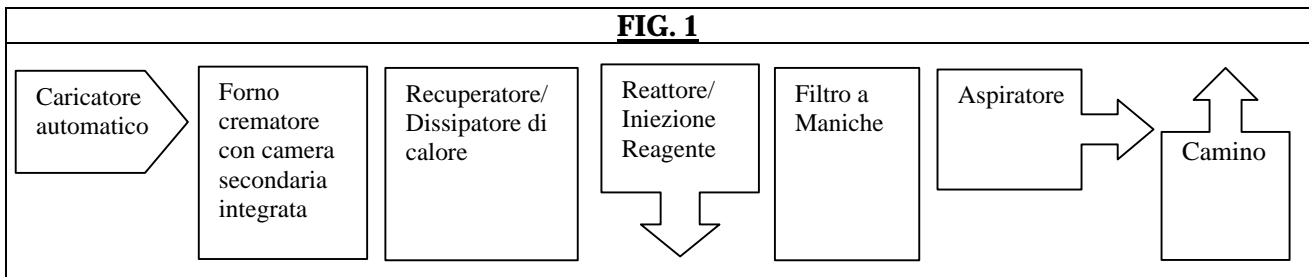 FIG. 1
Caricatore
automatico
Forno
crematore
con camera
secondaria
integrata
Recuperatore/
Dissipatore di
calore
Reattore/
Iniezione
Reagente
Filtro a
Maniche
Aspiratore
Camino